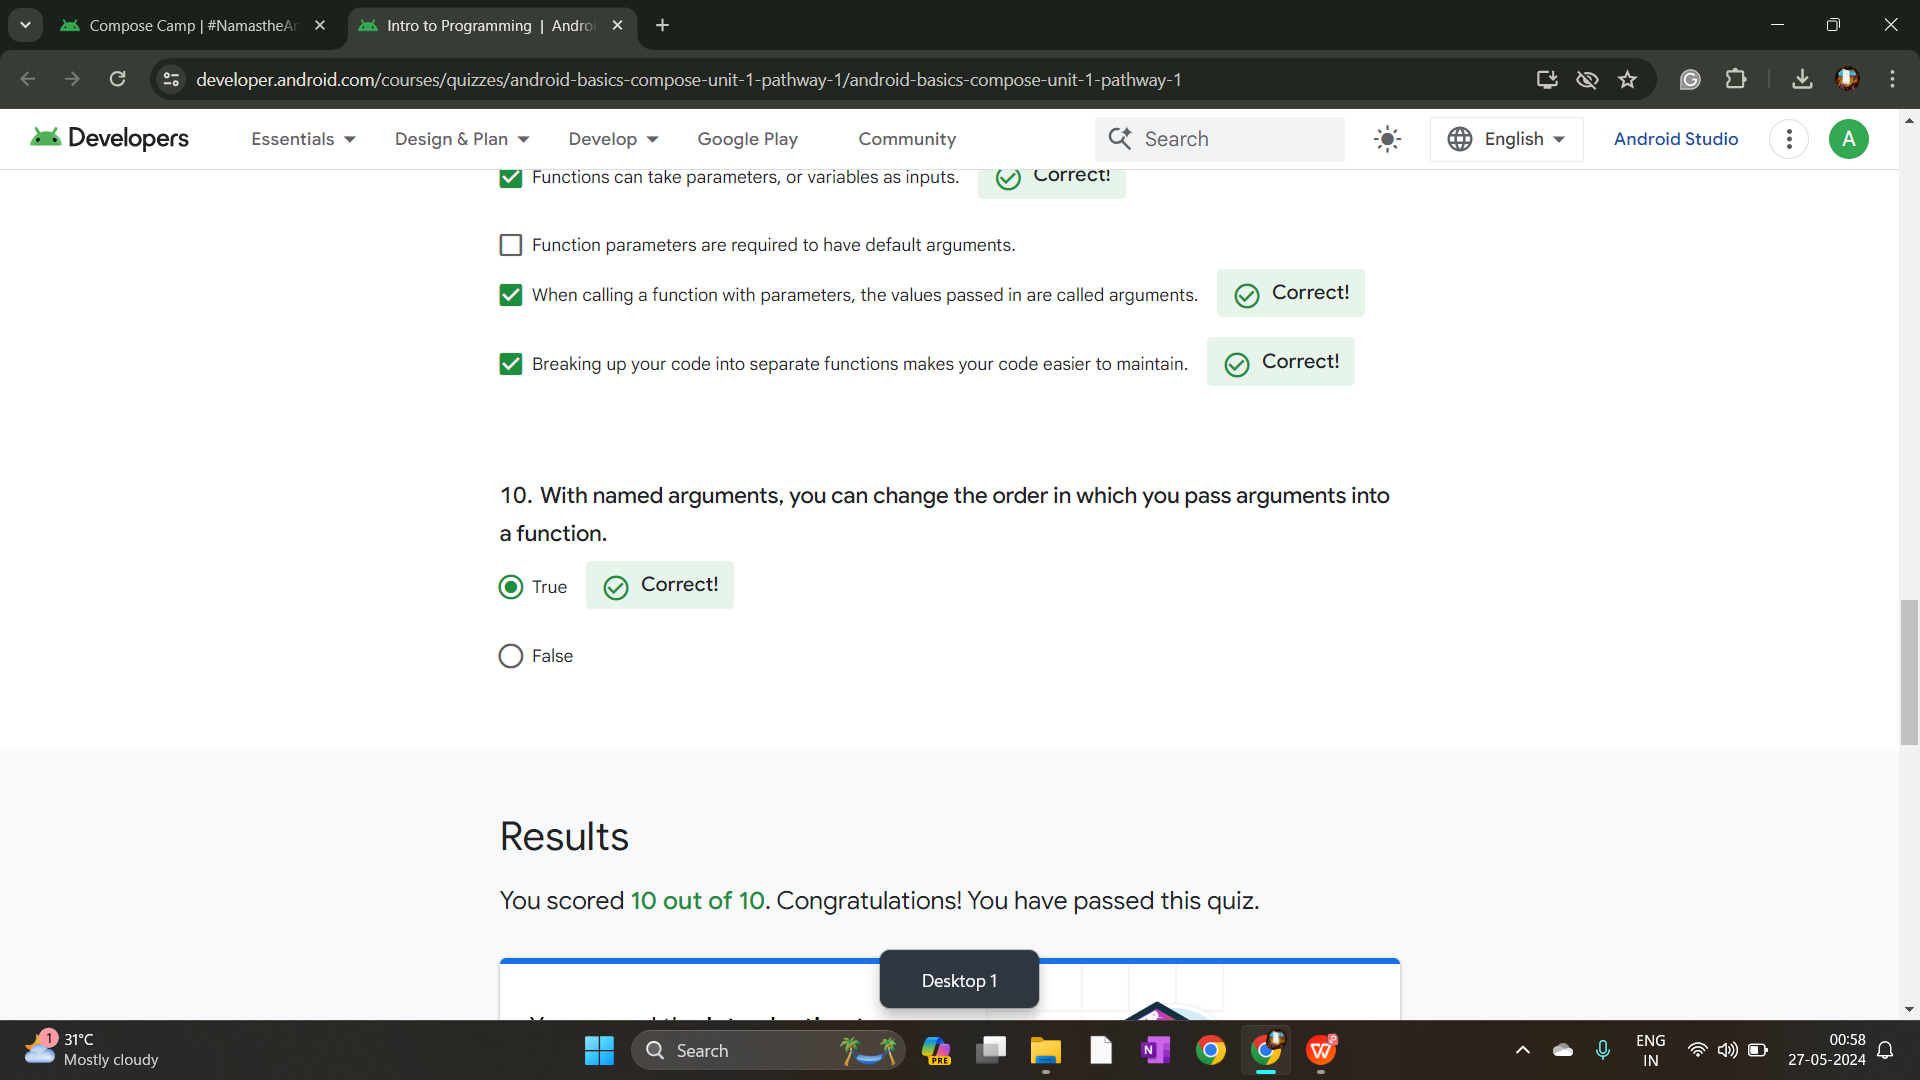 Compose Camp | #NamastheAn
Intro to Programming | Andro
developer.android.com/courses/quizzes/android-basics-compose-unit-1-pathway-1/android-basics-compose-unit-1-pathway-1
Developers
Essentials
Design & Plan
Develop
Google Play
Community
Search
English
Android Studio
A
Functions can take parameters, or variables as inputs.
Correct!
Function parameters are required to have default arguments.
When calling a function with parameters, the values passed in are called arguments.
Correct!
Breaking up your code into separate functions makes your code easier to maintain.
Correct!
10. With named arguments, you can change the order in which you pass arguments into
a function.
True
Correct!
False
Results
You scored 10 out of 10. Congratulations! You have passed this quiz.
Desktop 1
1
31°C
Mostly cloudy
Search
PRE
N
W
ENG
IN
00:58
27-05-2024